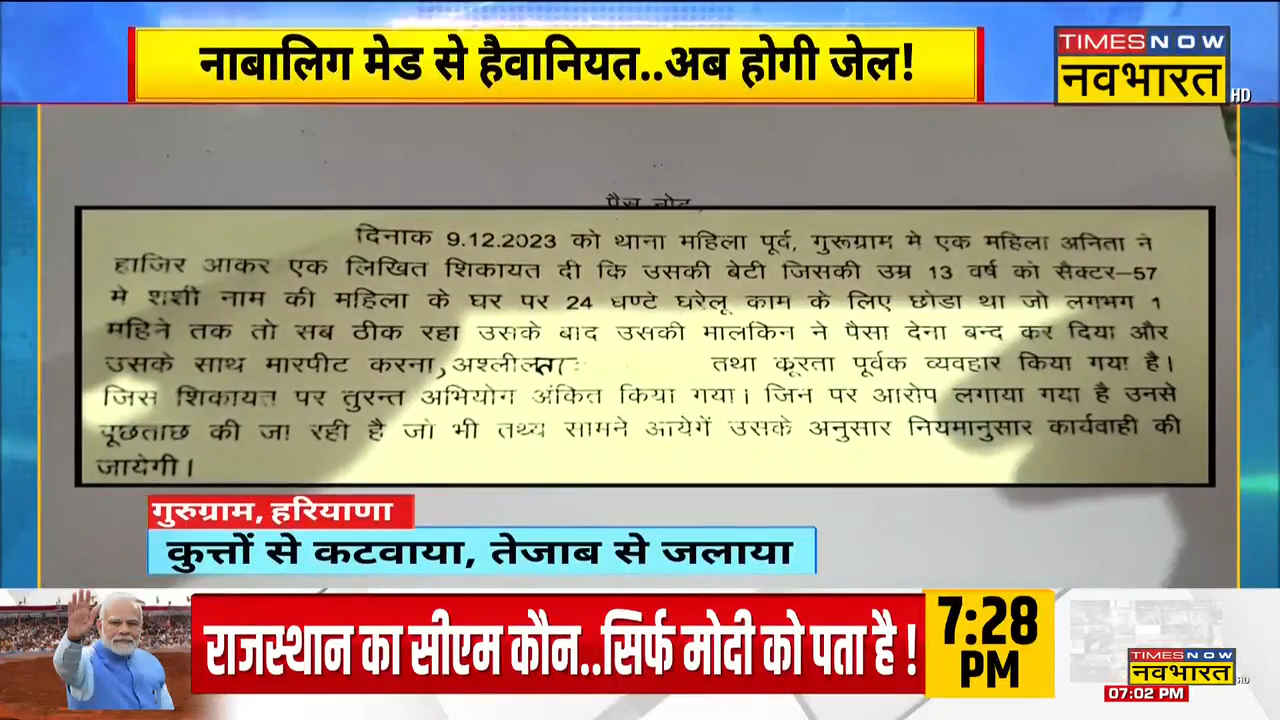 नाबालिग मेड से हैवानियत..अब होगी जेल!
TIMES NOW
नवभारत
HD
प्रैस नोट
दिनाक 9.12.2023 को थाना महिला पूर्व, गुरूग्राम मे एक महिला अनिता ने
हाजिर आकर एक लिखित शिकायत दी कि उसकी बेटी जिसकी उम्र 13 वर्ष को सैक्टर–57
मे शशी नाम की महिला के घर पर 24 घण्टे घरेलू काम के लिए छोडा था जो लगभग 1
महिने तक तो सब ठीक रहा उसके बाद उसकी मालकिन ने पैसा देना बन्द कर दिया और
उसके साथ मारपीट करना, अश्लीलता तथा क्रूरता पूर्वक व्यवहार किया गया है।
जिस शिकायत पर तुरन्त अभियोग अंकित किया गया। जिन पर आरोप लगाया गया है उनसे
पूछताछ की जा रही है जो भी तथ्य सामने आयेगें उसके अनुसार नियमानुसार कार्यवाही की
जायेगी।
गुरुग्राम, हरियाणा
कुत्तों से कटवाया, तेजाब से जलाया
राजस्थान का सीएम कौन..सिर्फ मोदी को पता है!
7:28
PM
TIMES NOW
नवभारत
HD
07:02 PM